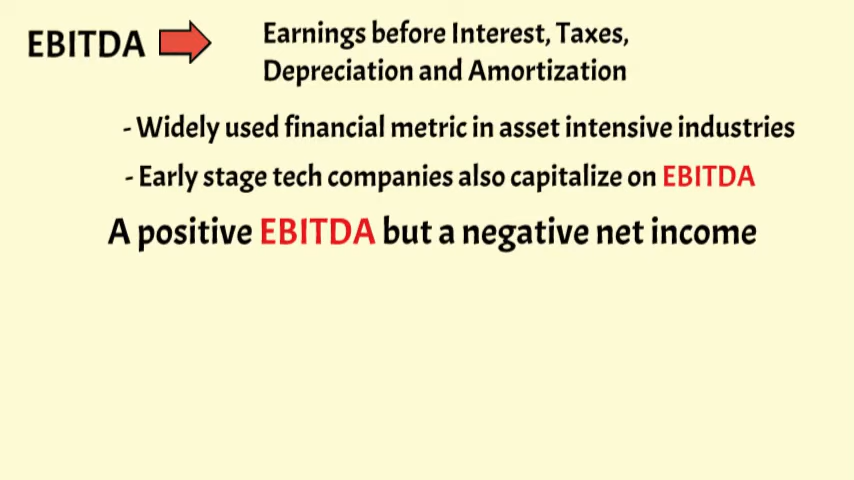 EBITDA
Earnings before Interest, Taxes,
Depreciation and Amortization
- Widely used financial metric in asset intensive industries
- Early stage tech companies also capitalize on EBITDA
A positive EBITDA but a negative net income